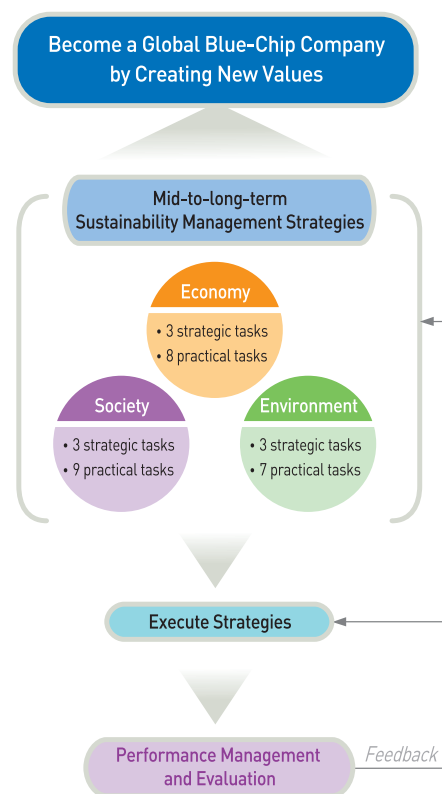 Become a Global Blue-Chip Company
by Creating New Values
Mid-to-long-term
Sustainability Management Strategies
Economy
• 3 strategic tasks
• 8 practical tasks
Society
• 3 strategic tasks
• 9 practical tasks
Environment
• 3 strategic tasks
• 7 practical tasks
Execute Strategies
Performance Management
and Evaluation
Feedback